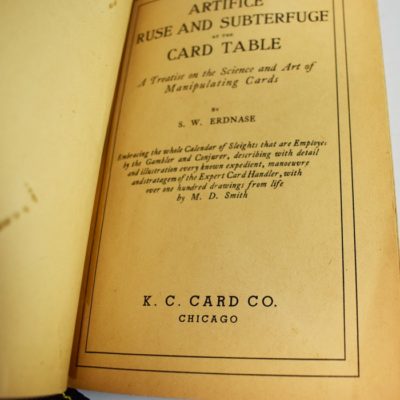 ARTIFICE
RUSE AND SUBTERFUGE
AT THE
CARD TABLE
A Treatise on the Science and Art of
Manipulating Cards
BY
S. W. ERDNASE
Embracing the whole Calendar of Sleights that are Employe
by the Gambler and Conjurer, describing with detail
and illustration every known expedient, manoeuvre
and stratagem of the Expert Card Handler, with
over one hundred drawings from life
by M. D. Smith
K. C. CARD CO.
CHICAGO